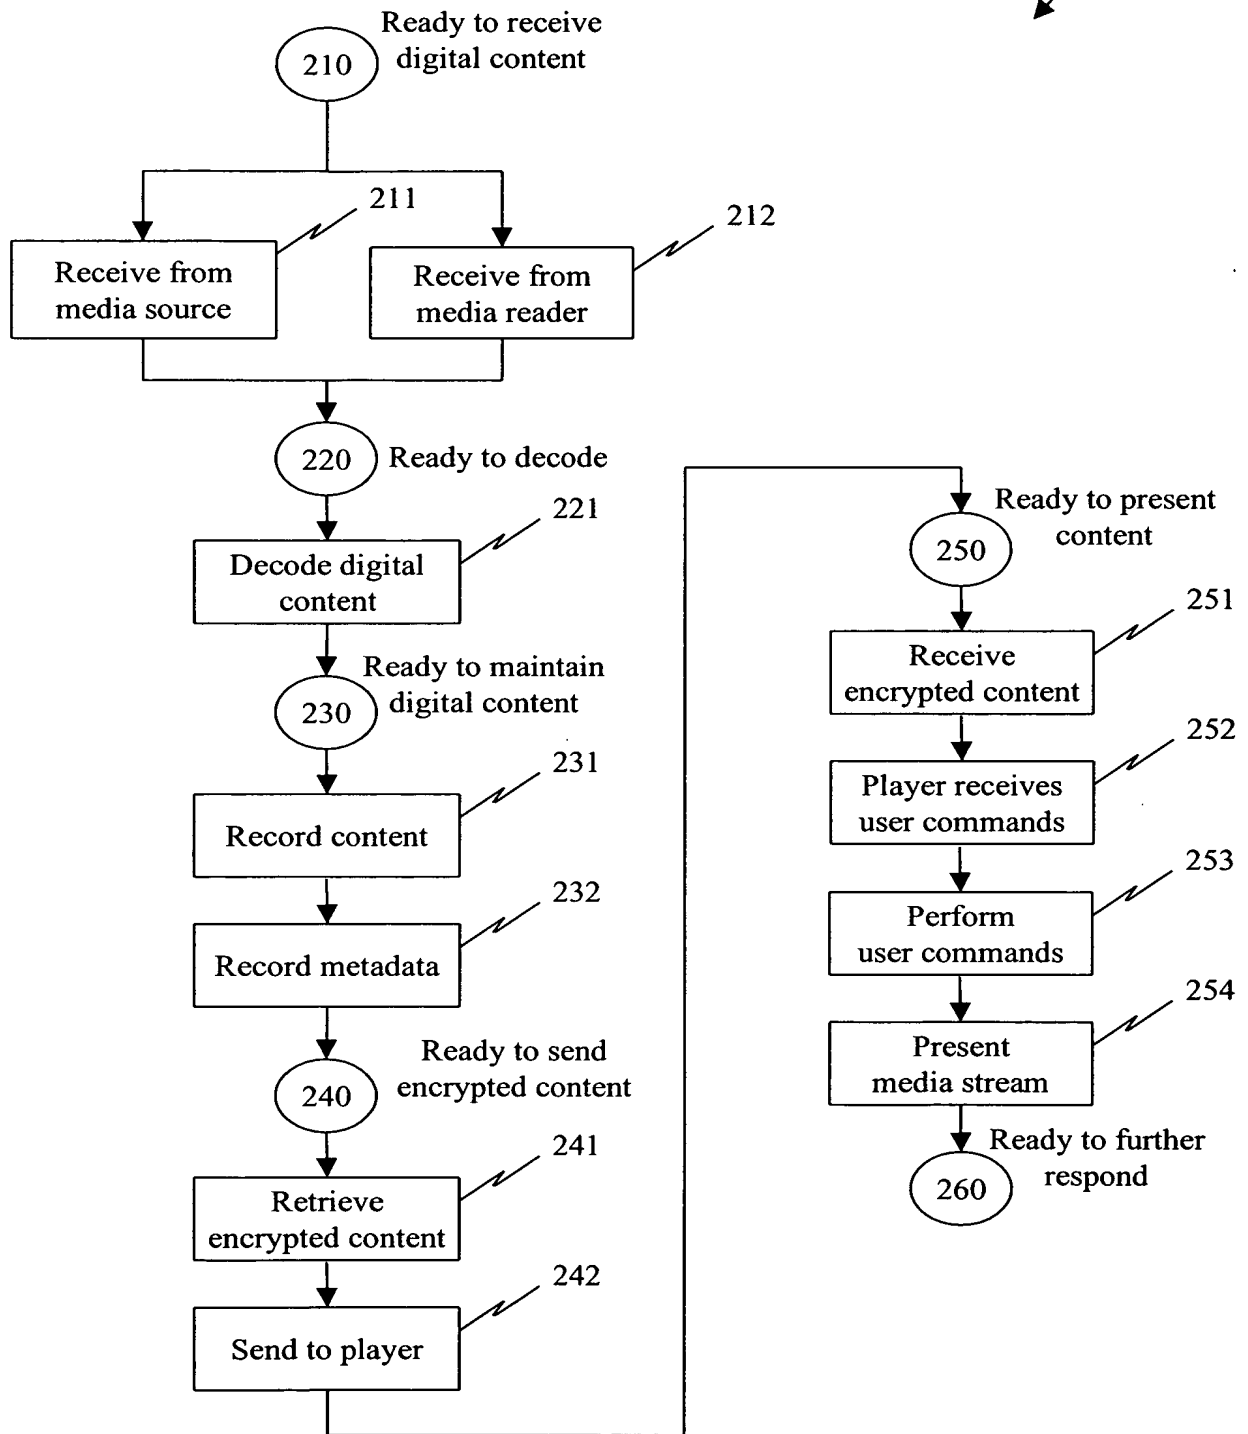 Ready to receive
digital content
210
211
212
Receive from
media source
Receive from
media reader
220
Ready to decode
221
Decode digital
content
Ready to maintain
digital content
230
231
Record content
232
Record metadata
Ready to send
encrypted content
240
241
Retrieve
encrypted content
242
Send to player
Ready to present
content
250
251
Receive
encrypted content
252
Player receives
user commands
253
Perform
user commands
254
Present
media stream
Ready to further
respond
260